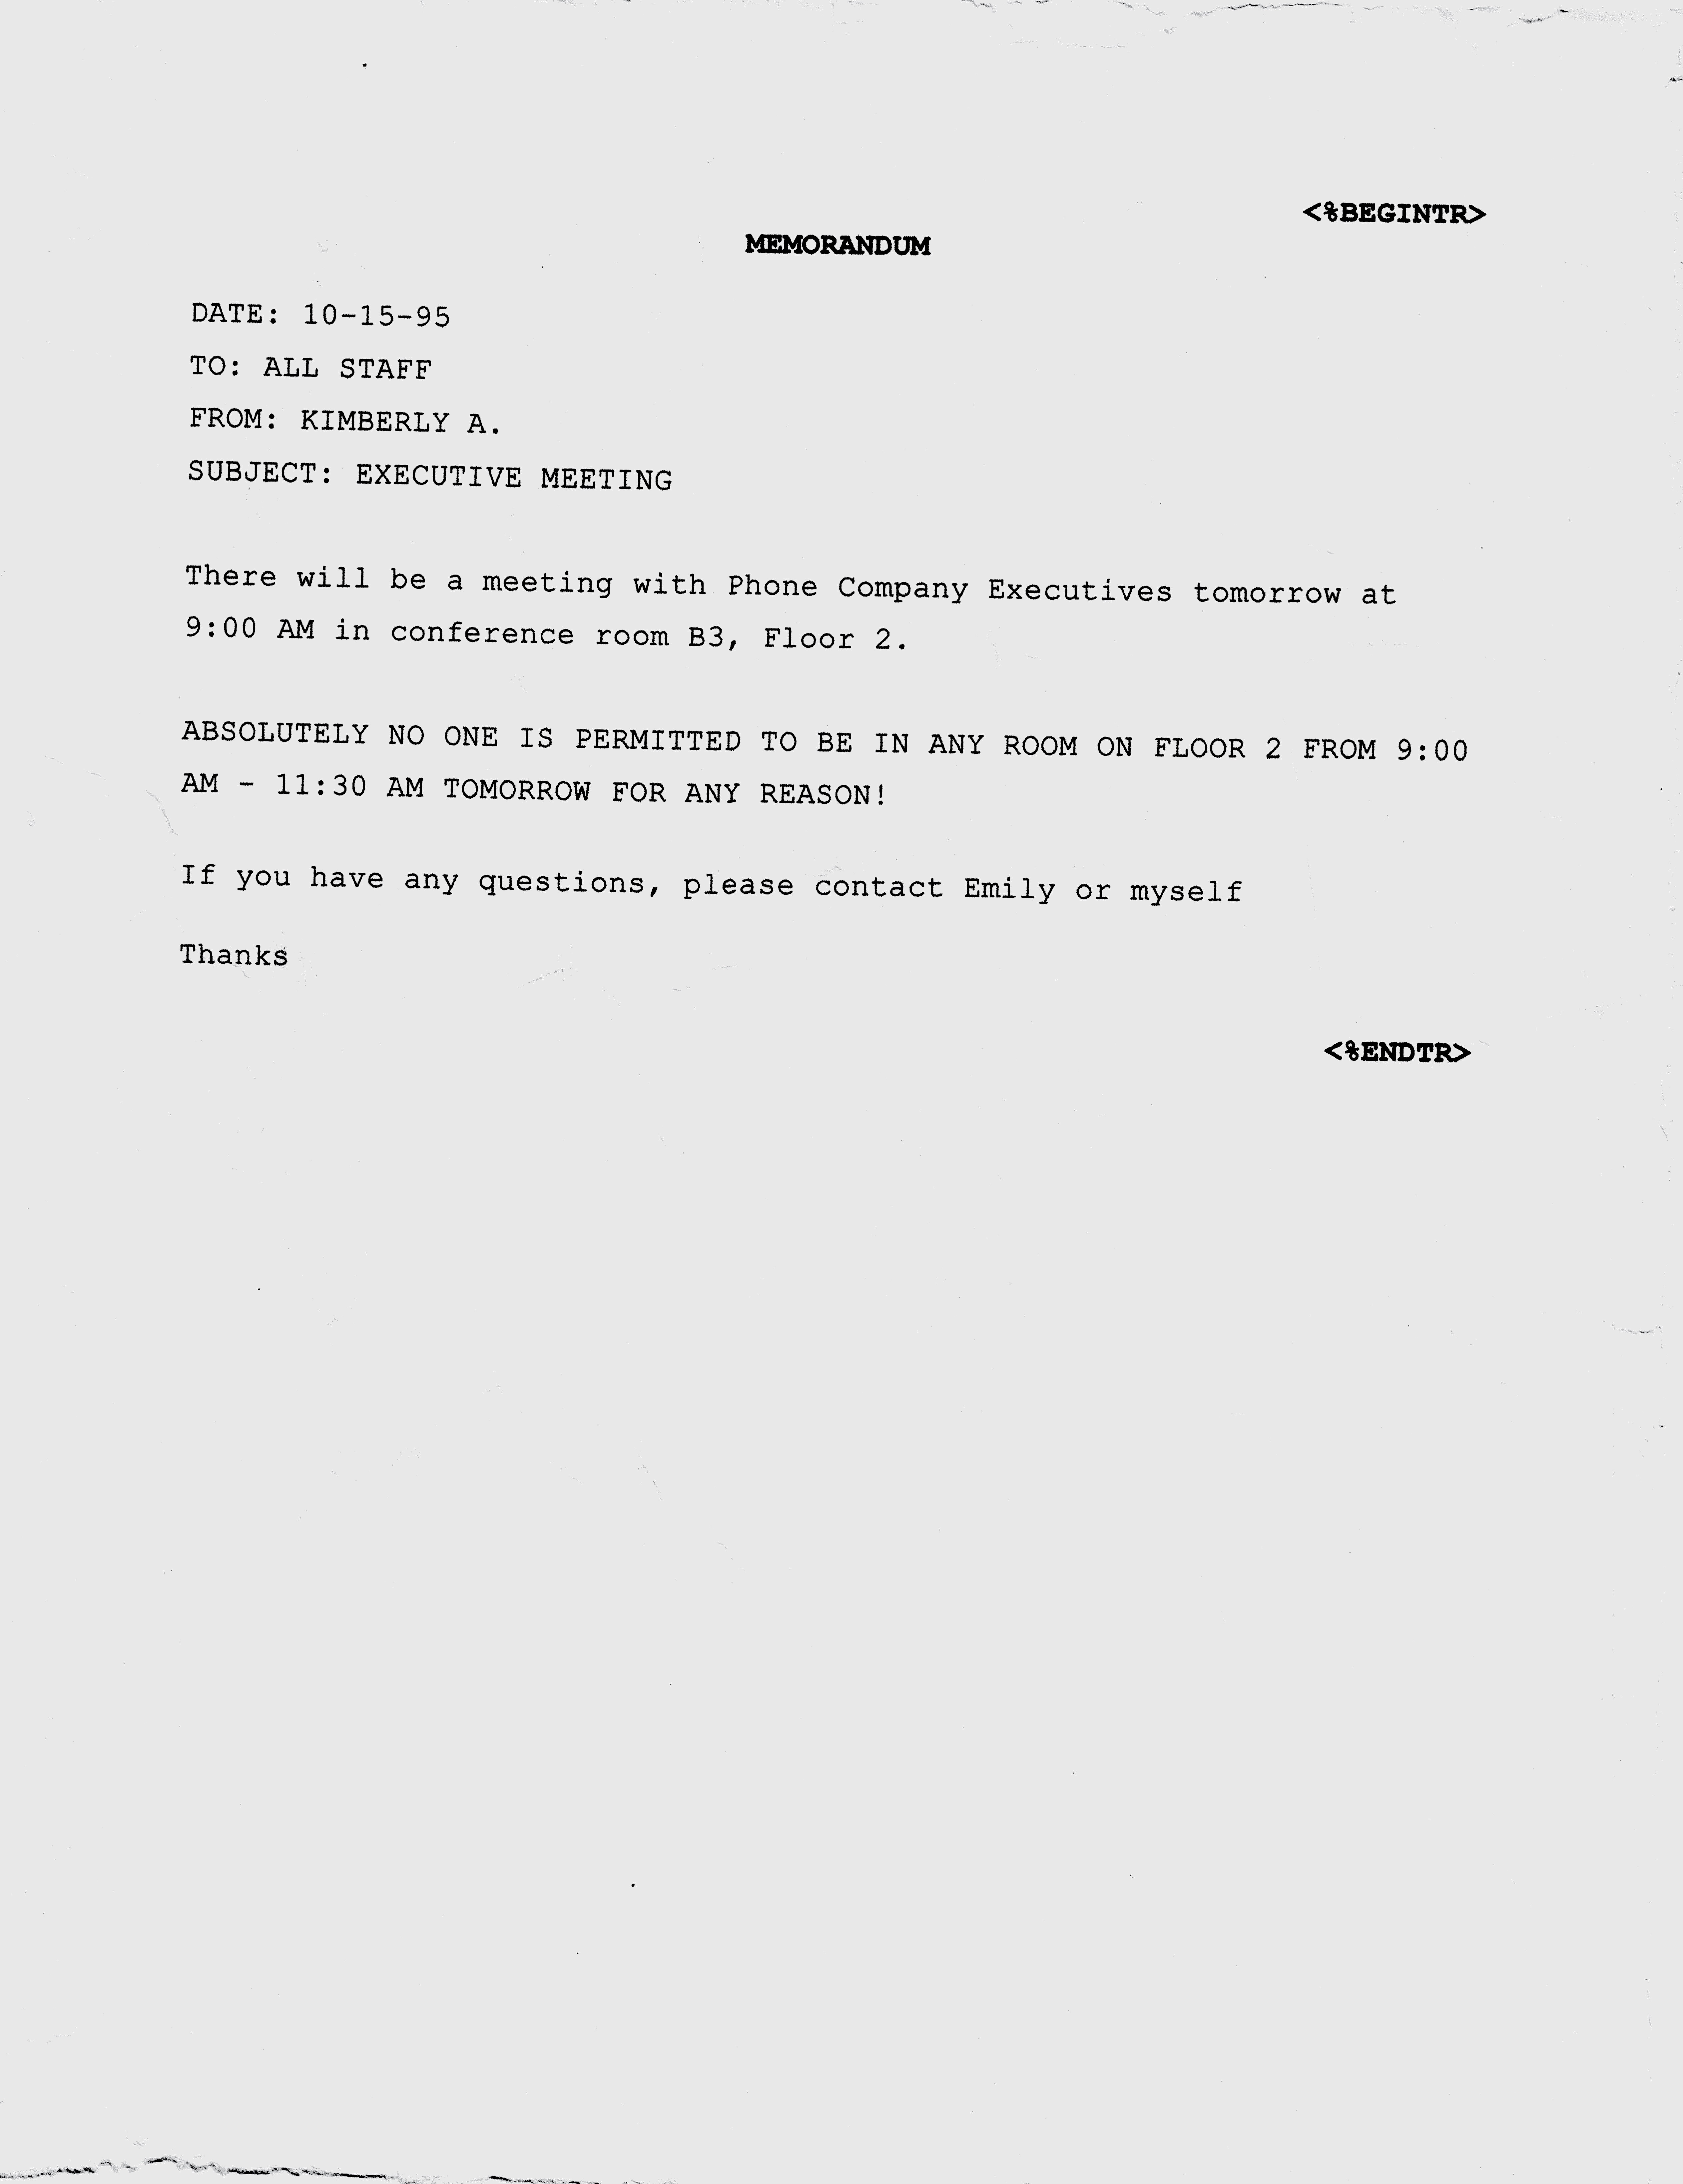 <%BEGINTR>
MEMORANDUM
DATE: 10-15-95
TO: ALL STAFF
FROM: KIMBERLY A.
SUBJECT: EXECUTIVE MEETING
There will be a meeting with Phone Company Executives tomorrow at
9:00 AM in conference room B3, Floor 2.
ABSOLUTELY NO ONE IS PERMITTED TO BE IN ANY ROOM ON FLOOR 2 FROM 9:00
AM - 11:30 AM TOMORROW FOR ANY REASON!
If you have any questions, please contact Emily or myself
Thanks
<%ENDTR>